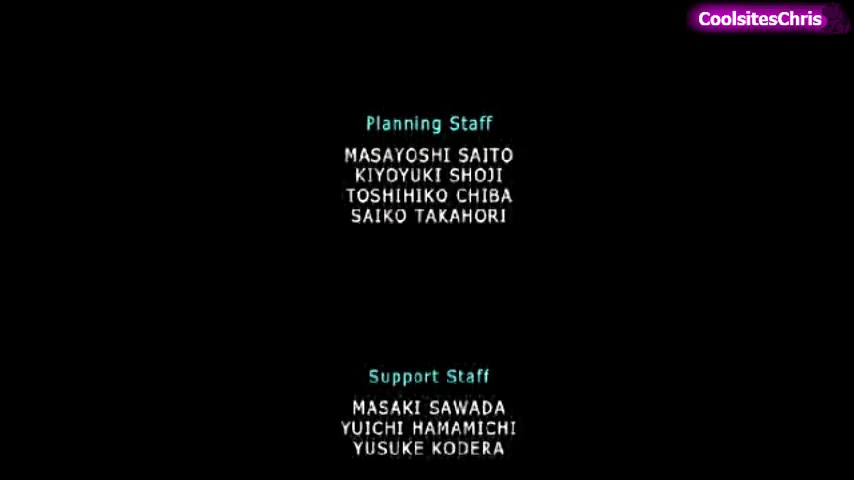 CoolsitesChris
Planning Staff
MASAYOSHI SAITO
KIYOYUKI SHOJI
TOSHIHIKO CHIBA
SAIKO TAKAHORI
Support Staff
MASAKI SAWADA
YUICHI HAMAMICHI
YUSUKE KODERA